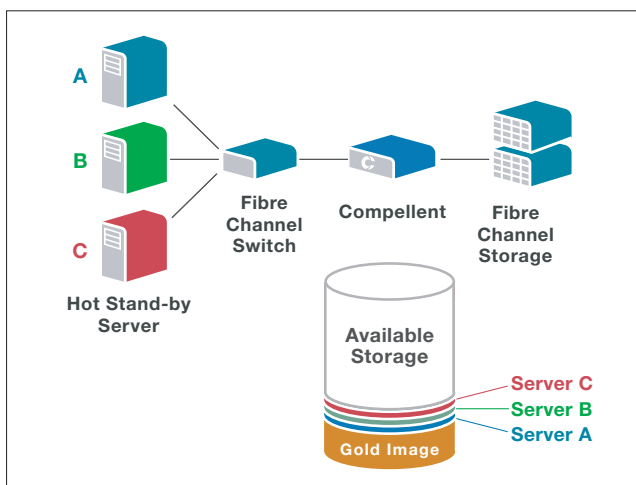 A
B
C
Hot Stand-by
Server
Fibre
Channel
Switch
Compellent
Fibre
Channel
Storage
Available
Storage
Server C
Server B
Server A
Gold Image